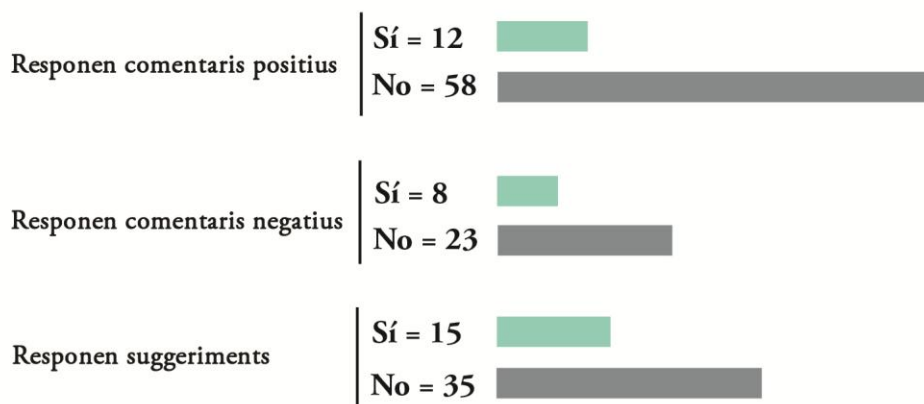 Responen comentaris positius
Sí = 12
No = 58
Responen comentaris negatius
Sí = 8
No = 23
Responen suggeriments
Sí = 15
No = 35